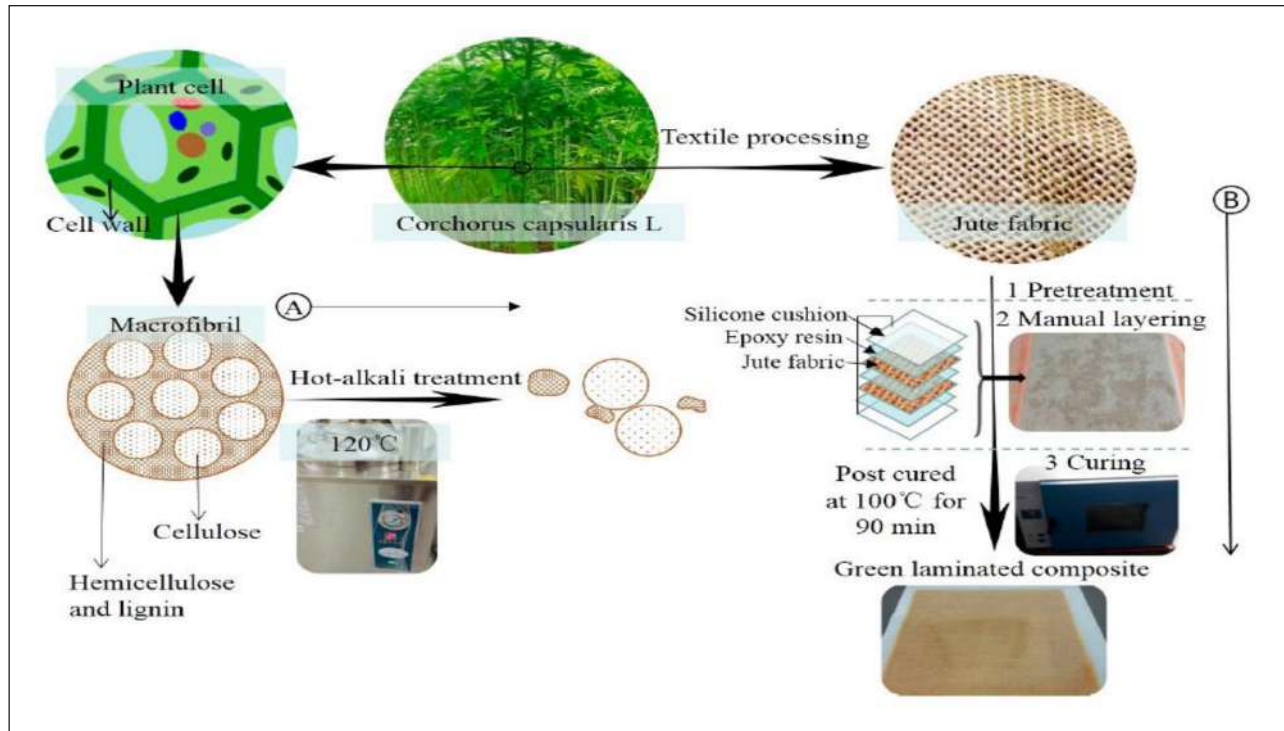 Plant cell
Cell wall
Corchorus capsularis L
Textile processing
Jute fabric
B
Macrofibril
A
Hot-alkali treatment
120℃
Cellulose
Hemicellulose
and lignin
1 Pretreatment
2 Manual layering
Silicone cushion
Epoxy resin
Jute fabric
3 Curing
Post cured
at 100℃ for
90 min
Green laminated composite